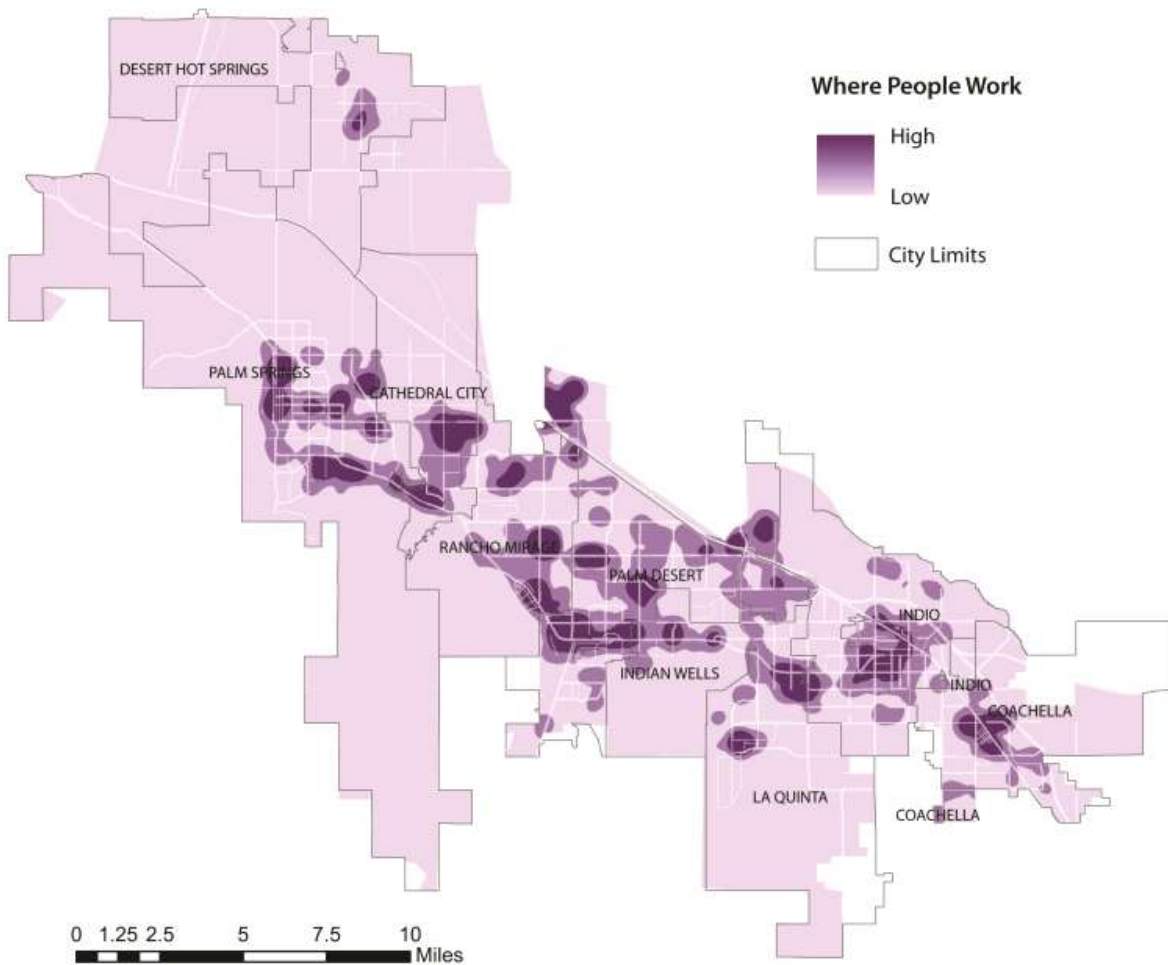 DESERT HOT SPRINGS
Where People Work
High
Low
City Limits
PALM SPRINGS
CATHEDRAL CITY
RANCHO MIRAGE
PALM DESERT
INDIO
INDIAN WELLS
INDIO
COACHELLA
LA QUINTA
COACHELLA
0 1.25 2.5 5 7.5 10
Miles